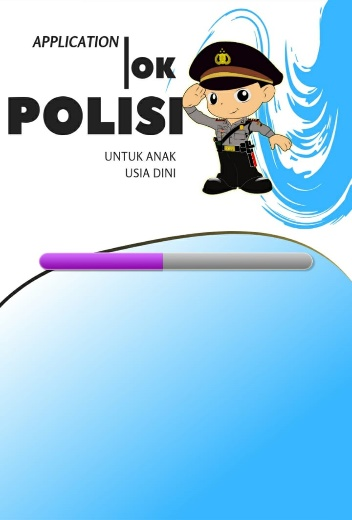 APPLICATION
|OK
POLISI
UNTUK ANAK
USIA DINI